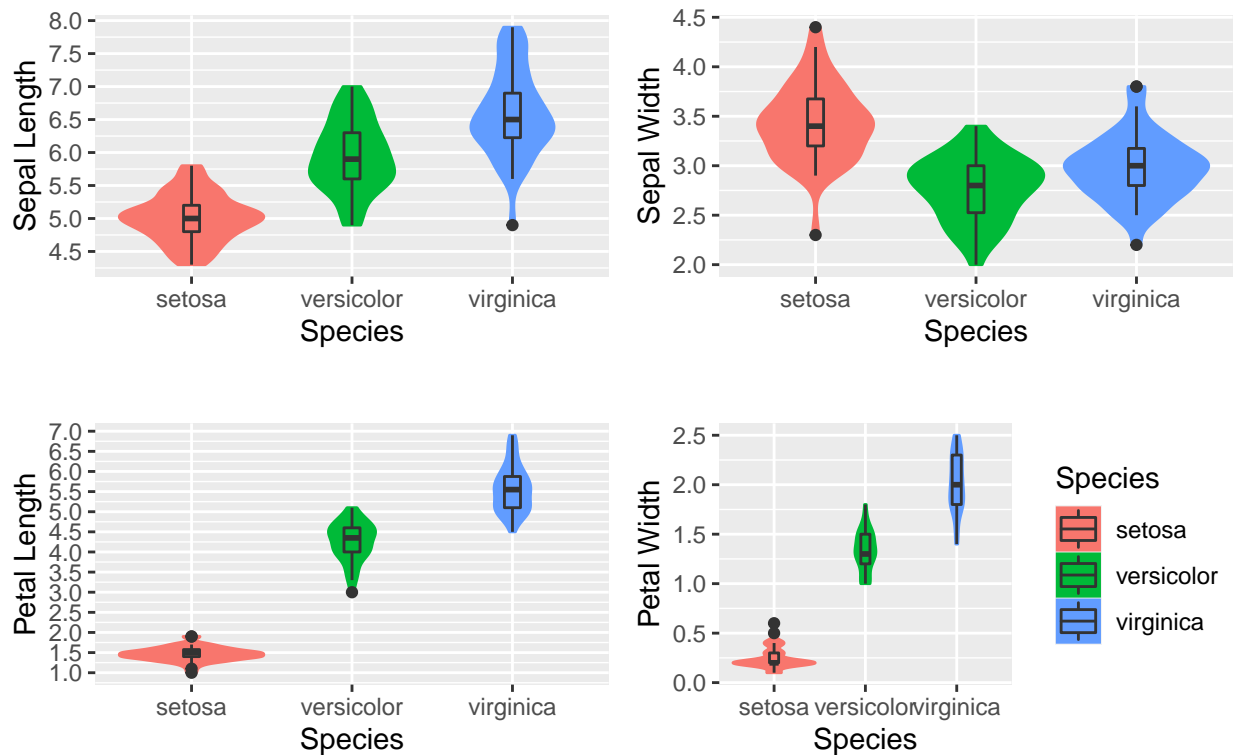 Sepal Length
8.0
7.5
7.0
6.5
6.0
5.5
5.0
4.5
setosa versicolor virginica
Species
Sepal Width
4.5
4.0
3.5
3.0
2.5
2.0
setosa versicolor virginica
Species
Petal Length
7.0
6.5
6.0
5.5
5.0
4.5
4.0
3.5
3.0
2.5
2.0
1.5
1.0
setosa versicolor virginica
Species
Petal Width
2.5
2.0
1.5
1.0
0.5
0.0
setosa versicolor virginica
Species
Species
setosa
versicolor
virginica